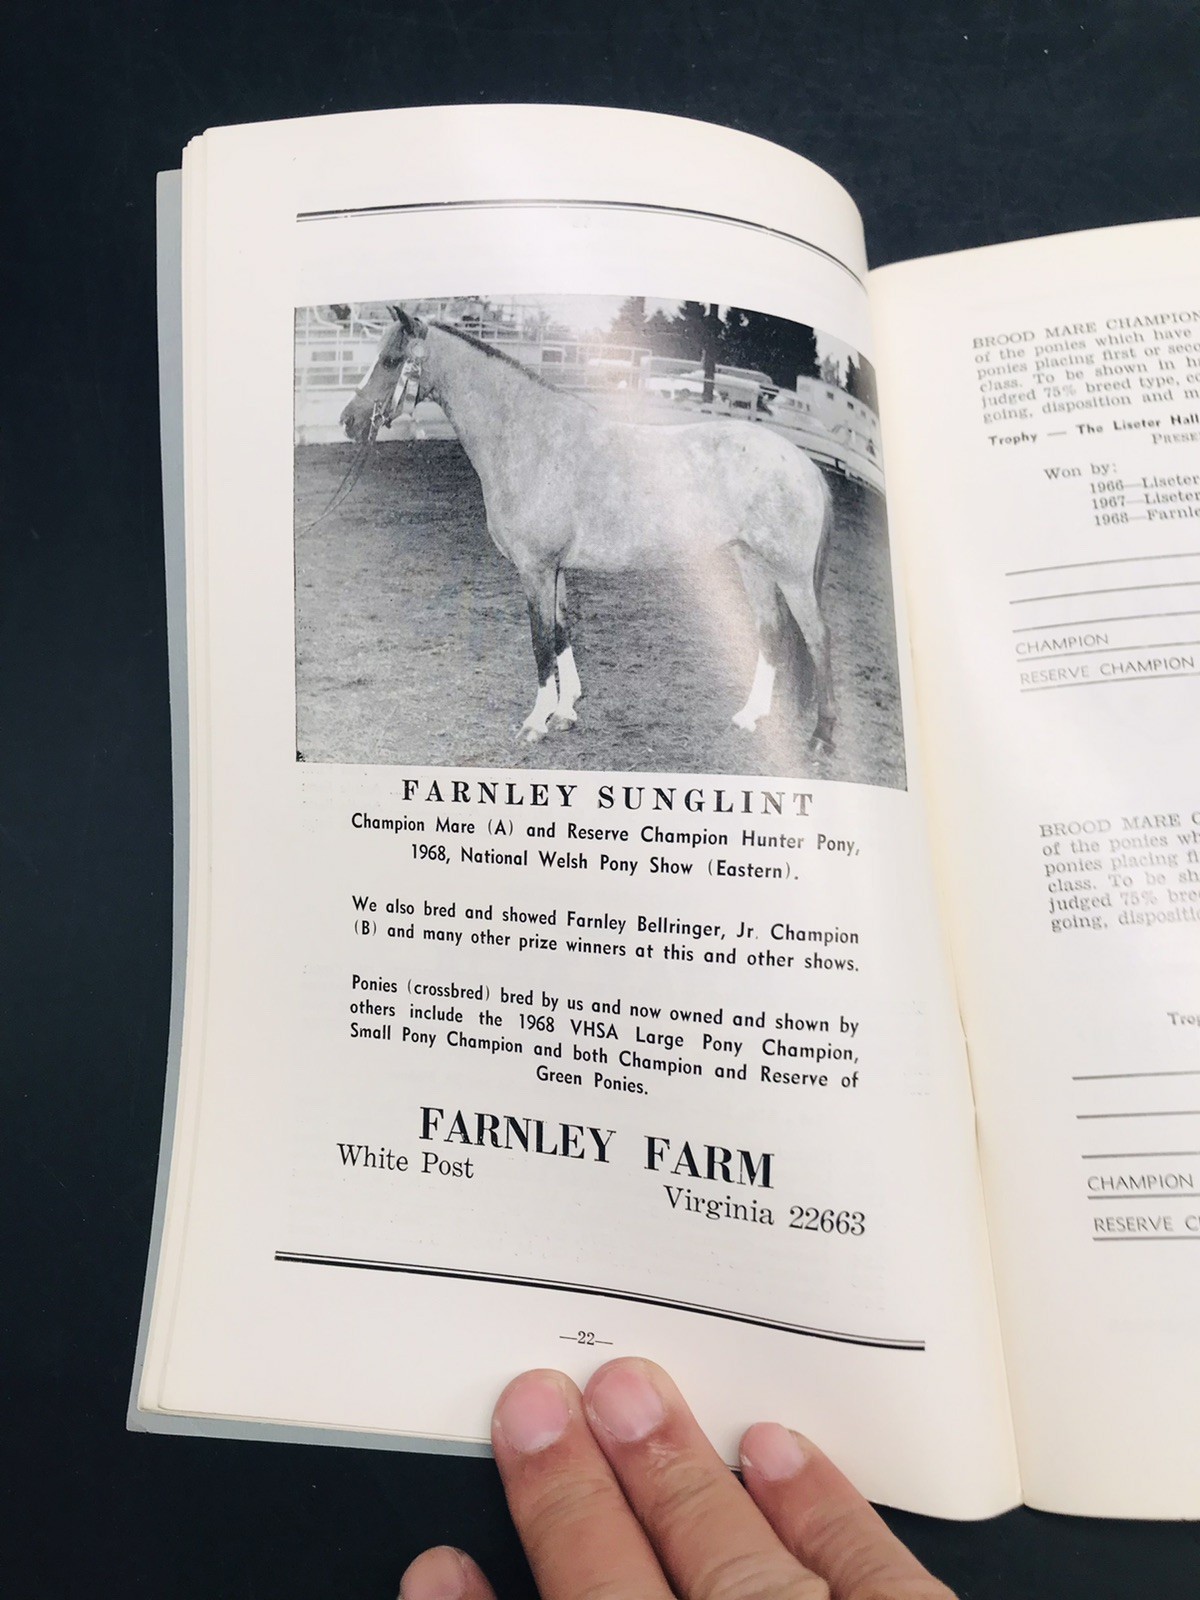 FARNLEY SUNGLINT
Champion Mare (A) and Reserve Champion Hunter Pony,
1968, National Welsh Pony Show (Eastern).
We also bred and showed Farnley Bellringer, Jr. Champion
(B) and many other prize winners at this and other shows.
Ponies (crossbred) bred by us and now owned and shown by
others include the 1968 VHSA Large Pony Champion,
Small Pony Champion and both Champion and Reserve of
Green Ponies.
FARNLEY FARM
White Post
Virginia 22663
—22—
BROOD MARE CHAMPION
of the ponies which have
ponies placing first or
class. To be shown in
judged 75% breed type,
going, disposition and
Trophy — The Liseter Hall
Won by:
1966—Liseter
1967—Liseter
1968—
CHAMPION
RESERVE CHAMPION
BROOD MARE
of the ponies
ponies placing
class. To be
judged 75%
going,
CHAMPION
RESERVE